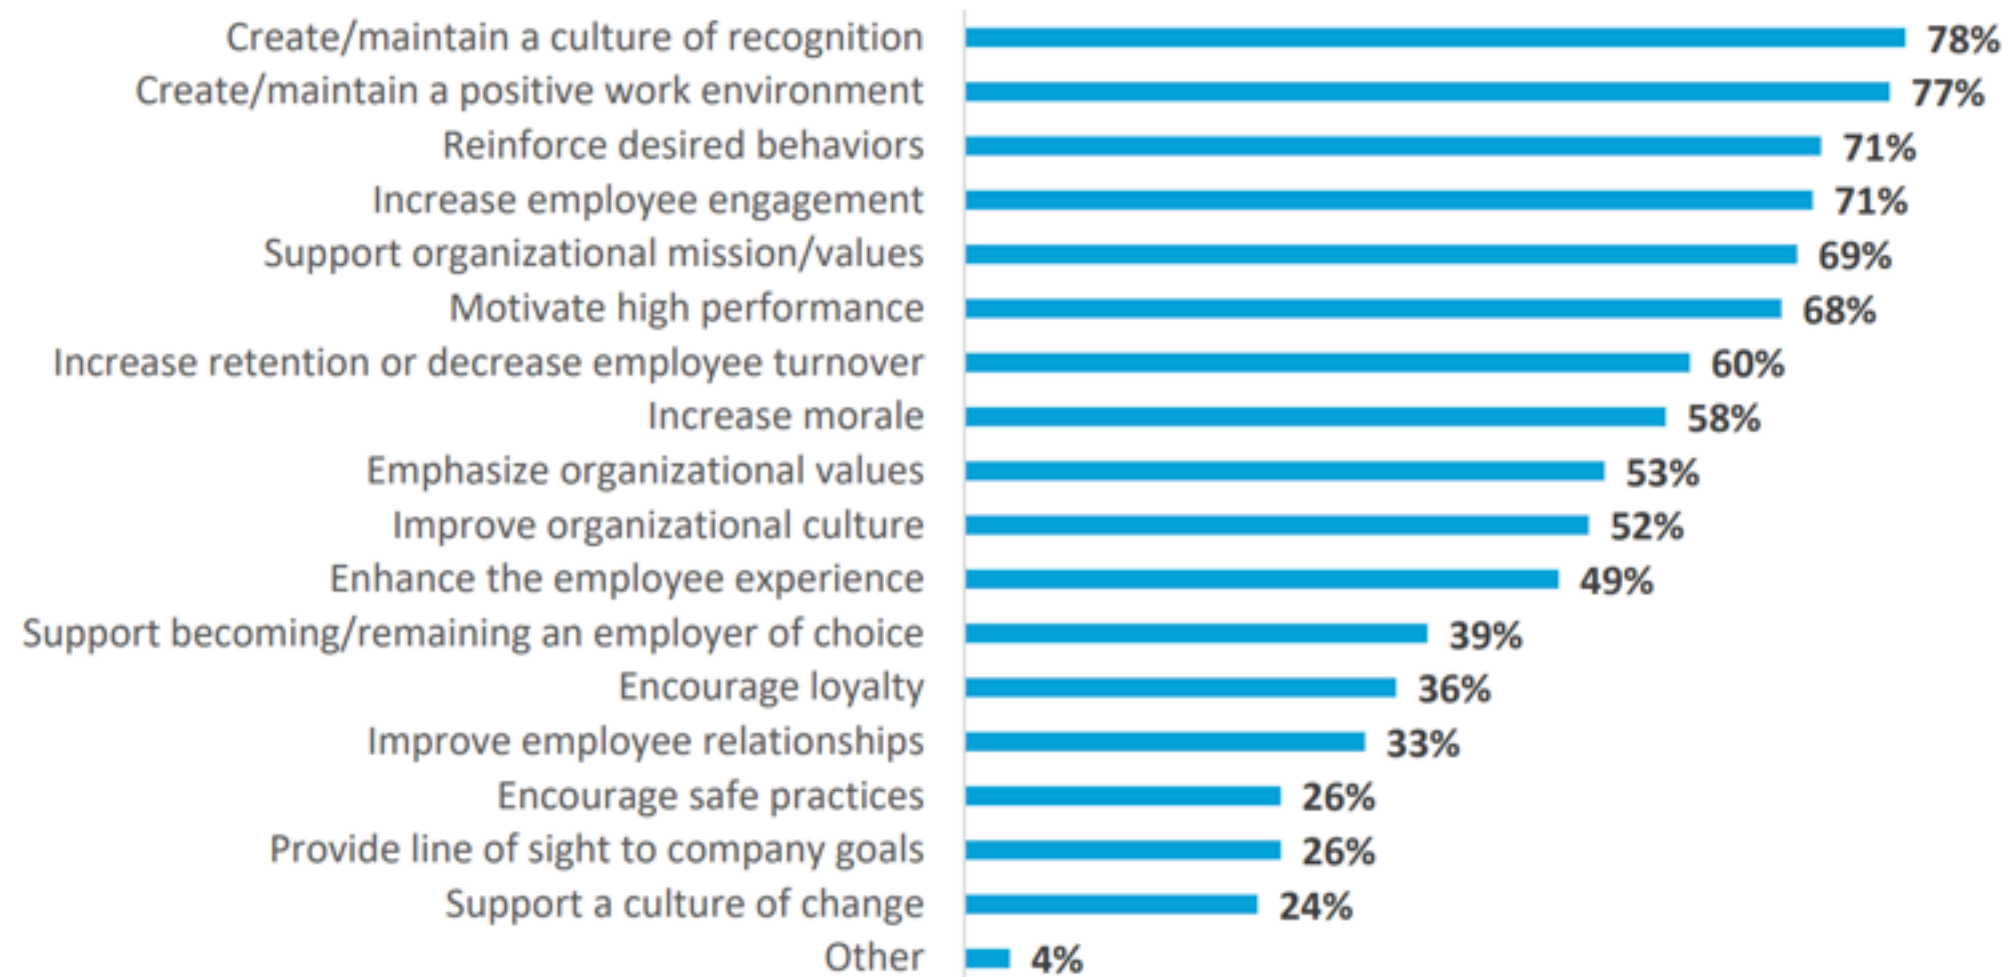 Create/maintain a culture of recognition 78%
Create/maintain a positive work environment 77%
Reinforce desired behaviors 71%
Increase employee engagement 71%
Support organizational mission/values 69%
Motivate high performance 68%
Increase retention or decrease employee turnover 60%
Increase morale 58%
Emphasize organizational values 53%
Improve organizational culture 52%
Enhance the employee experience 49%
Support becoming/remaining an employer of choice 39%
Encourage loyalty 36%
Improve employee relationships 33%
Encourage safe practices 26%
Provide line of sight to company goals 26%
Support a culture of change 24%
Other 4%